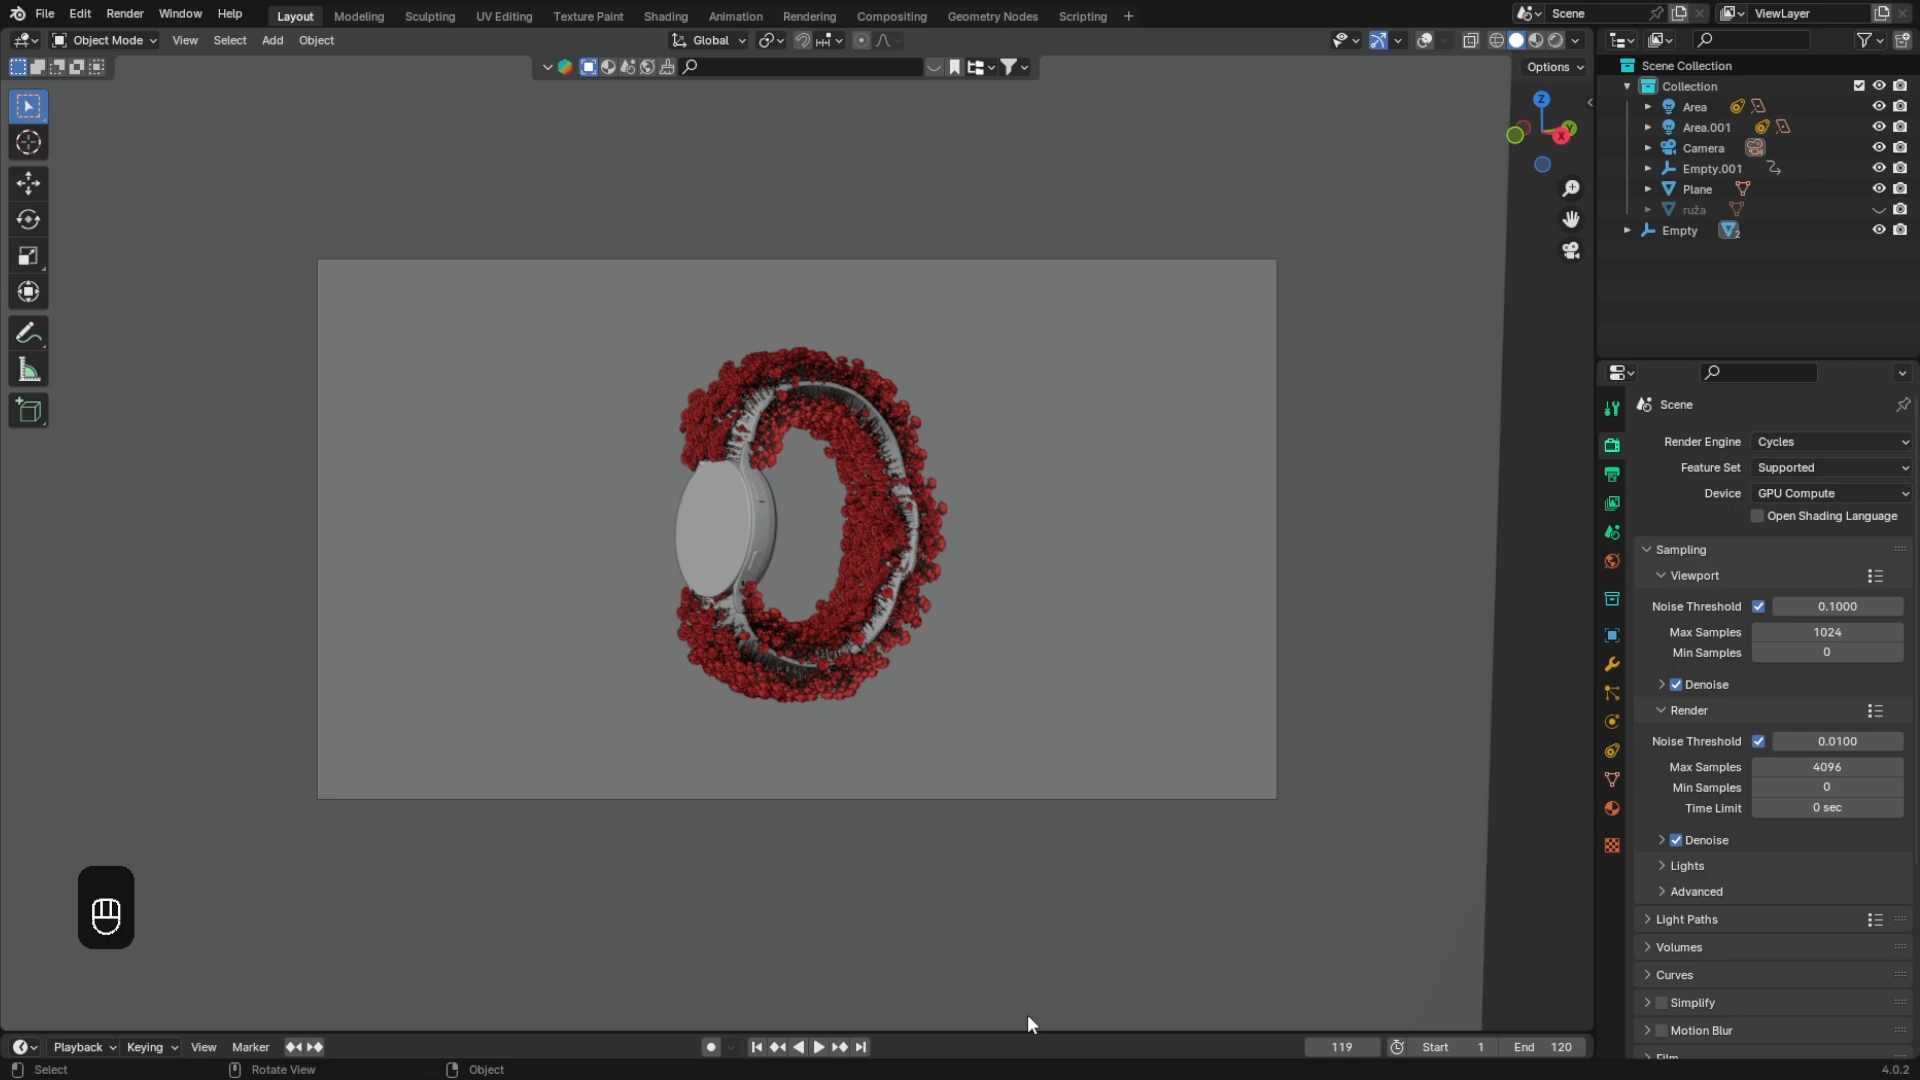 File Edit Render Window Help
Layout Modeling Sculpting UV Editing Texture Paint Shading Animation Rendering Compositing Geometry Nodes Scripting +
Scene
ViewLayer
Object Mode View Select Add Object
Global
Options
Z
Y
X
Scene Collection
Collection
Area
Area.001
Camera
Empty.001
Plane
ruža
Empty 2
Scene
Render Engine Cycles
Feature Set Supported
Device GPU Compute
Open Shading Language
Sampling
Viewport
Noise Threshold 0.1000
Max Samples 1024
Min Samples 0
Denoise
Render
Noise Threshold 0.0100
Max Samples 4096
Min Samples 0
Time Limit 0 sec
Denoise
Lights
Advanced
Light Paths
Volumes
Curves
Simplify
Motion Blur
Film
Playback Keying View Marker
119 Start 1 End 120
Select Rotate View Object
4.0.2